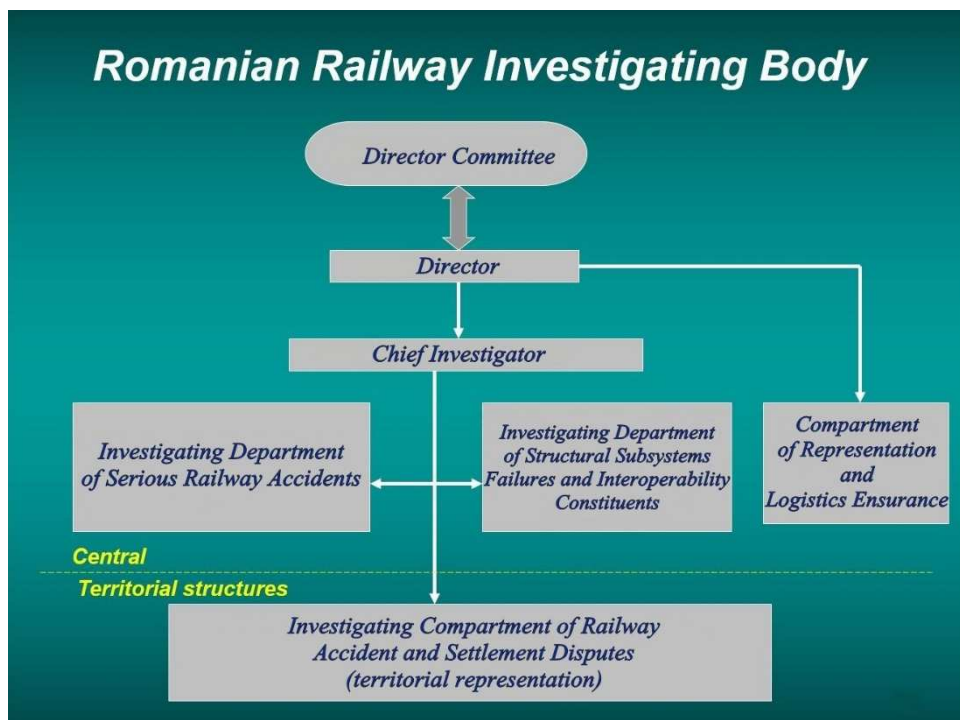 Romanian Railway Investigating Body
Director Committee
Director
Chief Investigator
Investigating Department
of Serious Railway Accidents
Investigating Department
of Structural Subsystems
Failures and Interoperability
Constituents
Compartment
of Representation
and
Logistics Ensurance
Central
Territorial structures
Investigating Compartment of Railway
Accident and Settlement Disputes
(territorial representation)